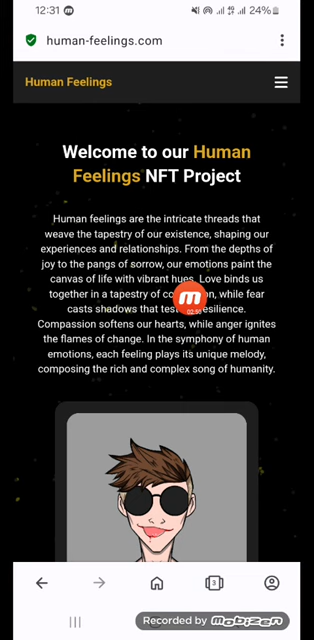 12:31
24%
human-feelings.com
Human Feelings
Welcome to our Human
Feelings NFT Project
Human feelings are the intricate threads that
weave the tapestry of our existence, shaping our
experiences and relationships. From the depths of
joy to the pangs of sorrow, our emotions paint the
canvas of life with vibrant hues. Love binds us
together in a tapestry of co n, while fear
casts shadows that test esilience.
Compassion softens our hearts, while anger ignites
the flames of change. In the symphony of human
emotions, each feeling plays its unique melody,
composing the rich and complex song of humanity.
02:50
3
Recorded by mobizen